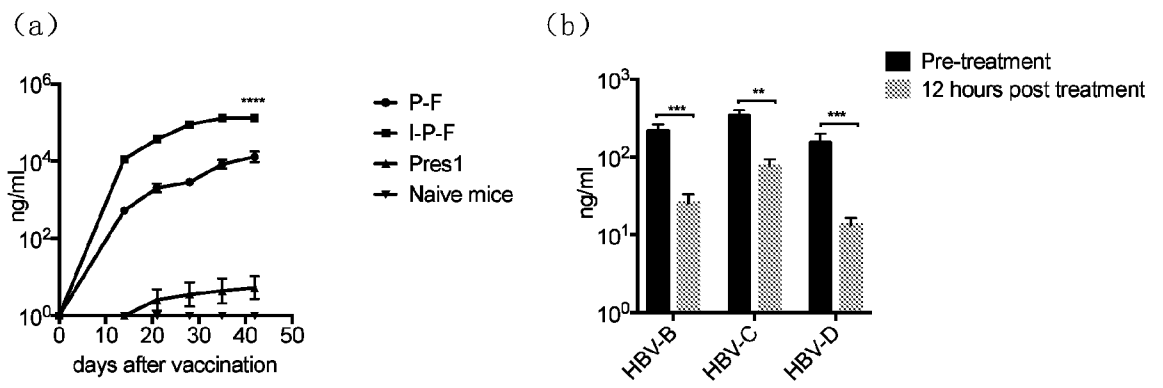 (a)
10^6
10^4
10^2
10^0
ng/ml
****
0 10 20 30 40 50
days after vaccination
P-F
I-P-F
Pres1
Naive mice
(b)
10^3
10^2
10^1
10^0
ng/ml
*** ** ***
HBV-B HBV-C HBV-D
Pre-treatment
12 hours post treatment